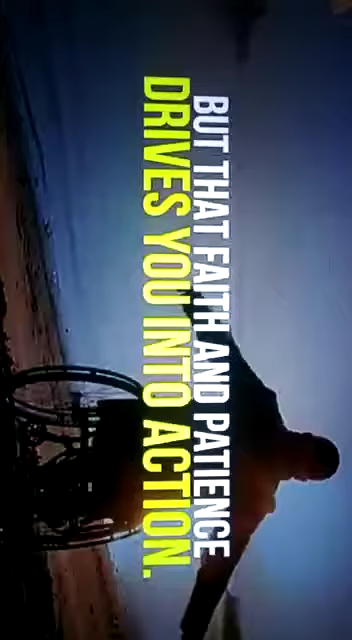 BUT THAT FAITH AND PATIENCE
DRIVES YOU INTO ACTION.